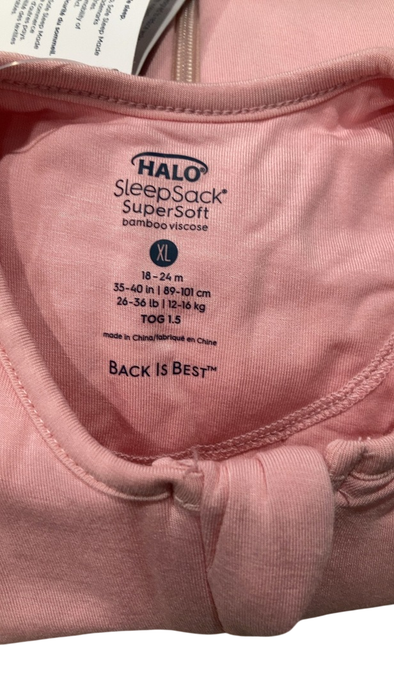 HALO®
SleepSack®
SuperSoft
bamboo viscose
XL
18-24 m
35-40 in | 89-101 cm
26-36 lb | 12-16 kg
TOG 1.5
made in China/fabriqué en Chine
BACK IS BEST™